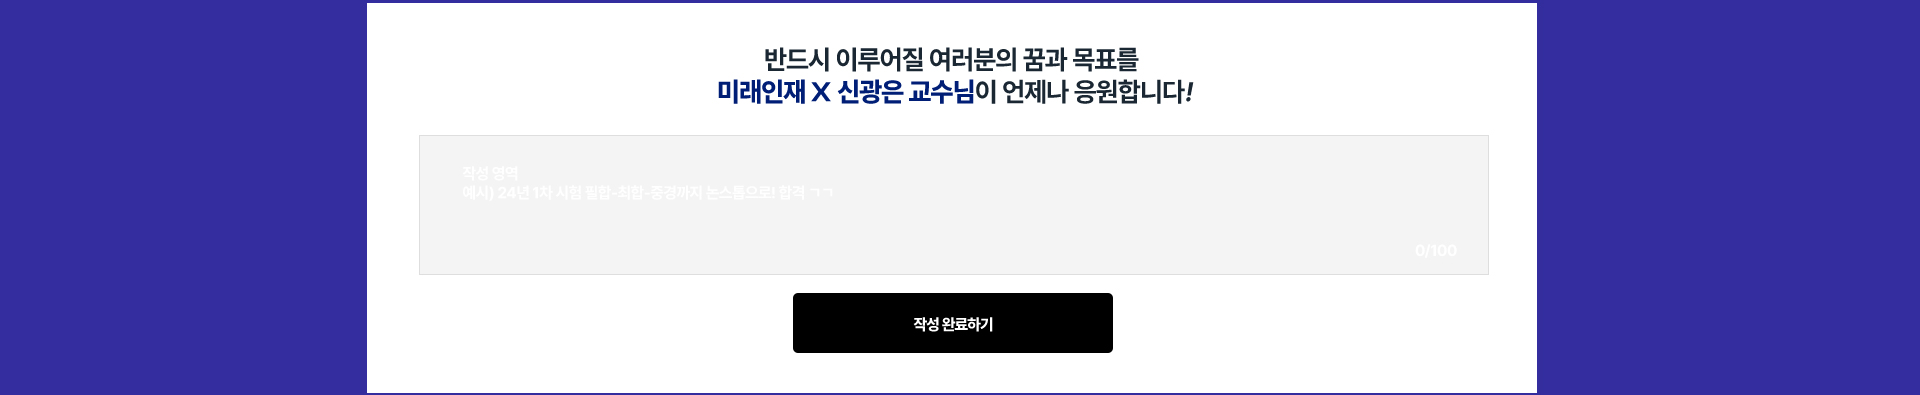 반드시 이루어질 여러분의 꿈과 목표를
미래인재 X 신광은 교수님이 언제나 응원합니다!
작성 영역
예시) 24년 1차 시험 필합-최합-중경까지 논스톱으로! 합격 ㄱㄱ
0/100
작성 완료하기